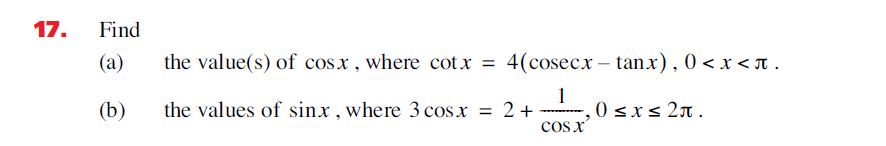 17. Find
(a) the value(s) of cos x , where cot x = 4(cosec x – tan x) , 0 < x < π .
(b) the values of sin x , where 3 cos x = 2 + 1/cos x , 0 ≤ x ≤ 2π .